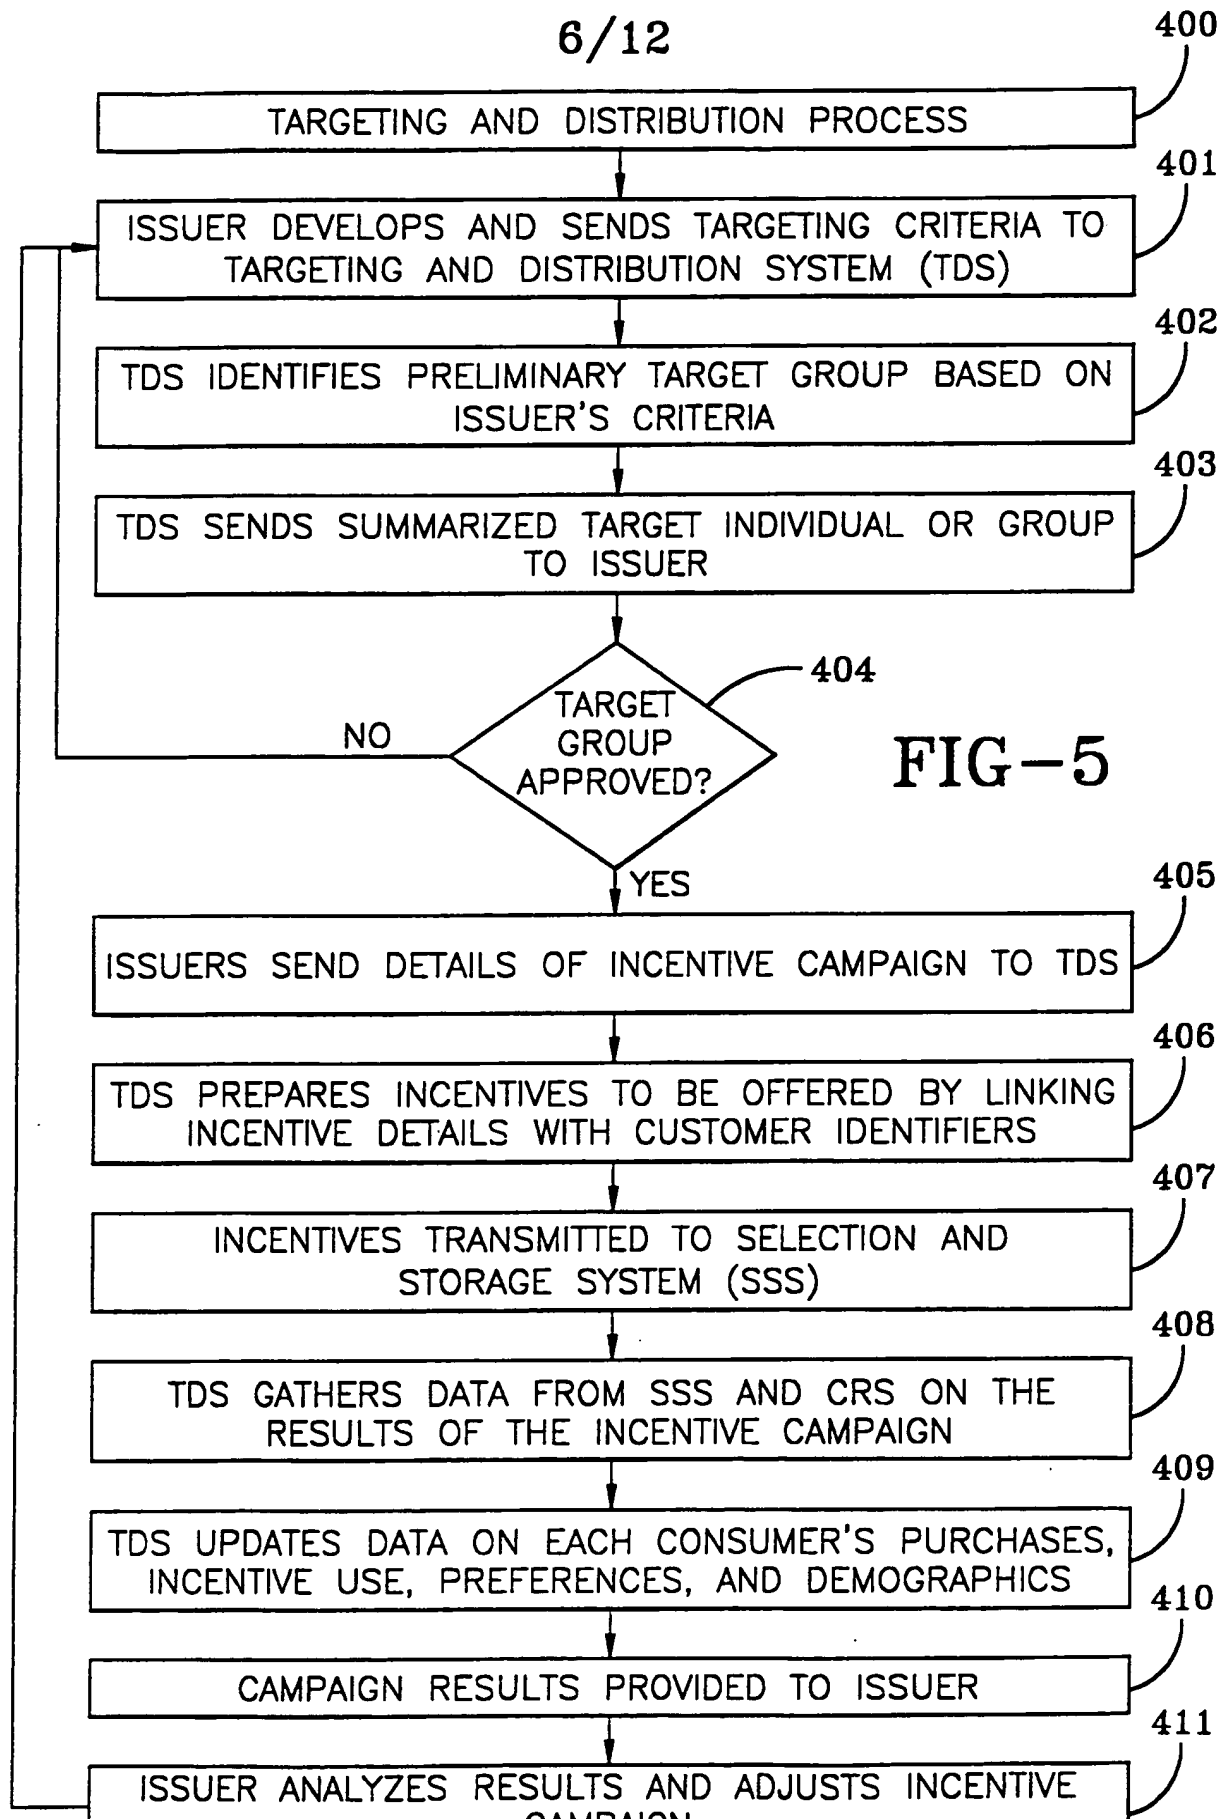 6/12
400
TARGETING AND DISTRIBUTION PROCESS
401
ISSUER DEVELOPS AND SENDS TARGETING CRITERIA TO
TARGETING AND DISTRIBUTION SYSTEM (TDS)
402
TDS IDENTIFIES PRELIMINARY TARGET GROUP BASED ON
ISSUER'S CRITERIA
403
TDS SENDS SUMMARIZED TARGET INDIVIDUAL OR GROUP
TO ISSUER
404
TARGET
GROUP
APPROVED?
NO
FIG-5
YES
405
ISSUERS SEND DETAILS OF INCENTIVE CAMPAIGN TO TDS
406
TDS PREPARES INCENTIVES TO BE OFFERED BY LINKING
INCENTIVE DETAILS WITH CUSTOMER IDENTIFIERS
407
INCENTIVES TRANSMITTED TO SELECTION AND
STORAGE SYSTEM (SSS)
408
TDS GATHERS DATA FROM SSS AND CRS ON THE
RESULTS OF THE INCENTIVE CAMPAIGN
409
TDS UPDATES DATA ON EACH CONSUMER'S PURCHASES,
INCENTIVE USE, PREFERENCES, AND DEMOGRAPHICS
410
CAMPAIGN RESULTS PROVIDED TO ISSUER
411
ISSUER ANALYZES RESULTS AND ADJUSTS INCENTIVE
CAMPAIGN